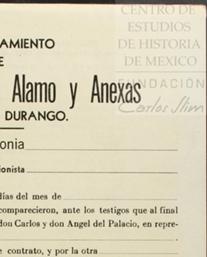 CENTRO DE
ESTUDIOS
DE HISTORIA
DE MEXICO
FUNDACIÓN
Carlos Slim
AMIENTO
E
Alamo y Anexas
DURANGO.
onia
ionista
días del mes de
comparecieron, ante los testigos que al final
don Carlos y don Angel del Palacio, en repre-
e contrato, y por la otra